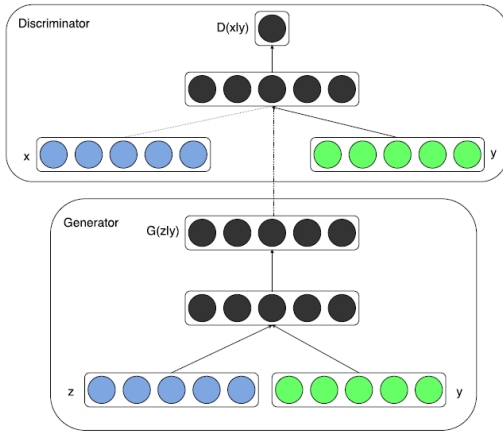 Discriminator
D(x|y)
x
y
Generator
G(z|y)
z
y